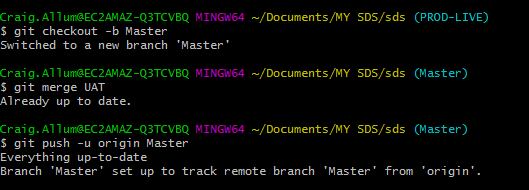 Craig.Allum@EC2AMAZ-Q3TCVBQ MINGW64 ~/Documents/MY SDS/sds (PROD-LIVE)
$ git checkout -b Master
Switched to a new branch 'Master'
Craig.Allum@EC2AMAZ-Q3TCVBQ MINGW64 ~/Documents/MY SDS/sds (Master)
$ git merge UAT
Already up to date.
Craig.Allum@EC2AMAZ-Q3TCVBQ MINGW64 ~/Documents/MY SDS/sds (Master)
$ git push -u origin Master
Everything up-to-date
Branch 'Master' set up to track remote branch 'Master' from 'origin'.